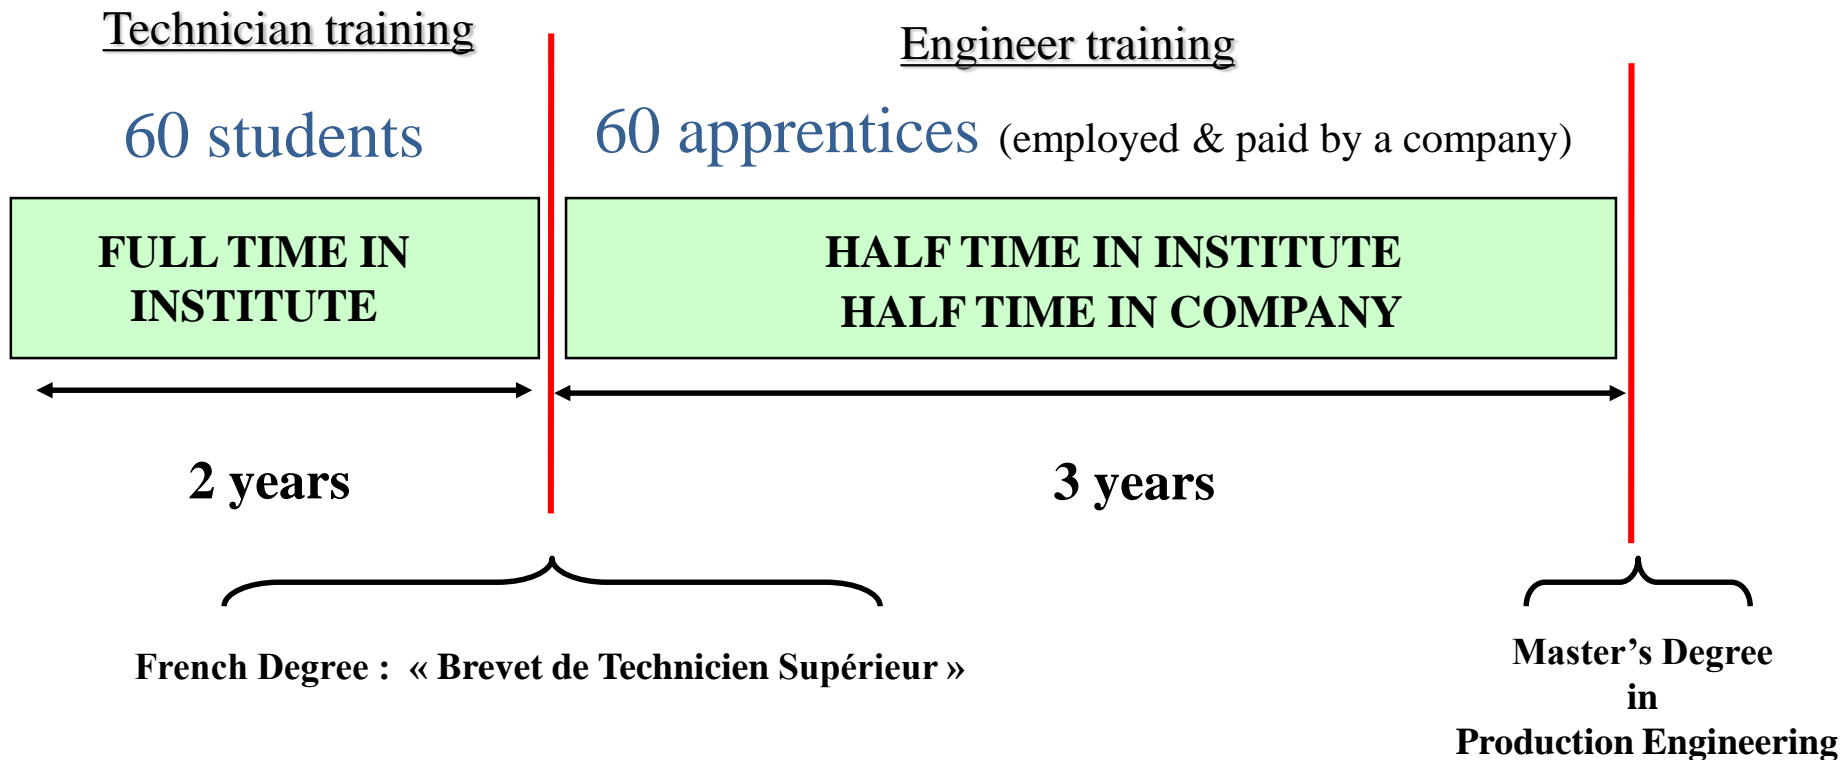 Technician training
Engineer training
60 students
60 apprentices (employed & paid by a company)
FULL TIME IN
INSTITUTE
HALF TIME IN INSTITUTE
HALF TIME IN COMPANY
2 years
3 years
French Degree : « Brevet de Technicien Supérieur »
Master’s Degree
in
Production Engineering